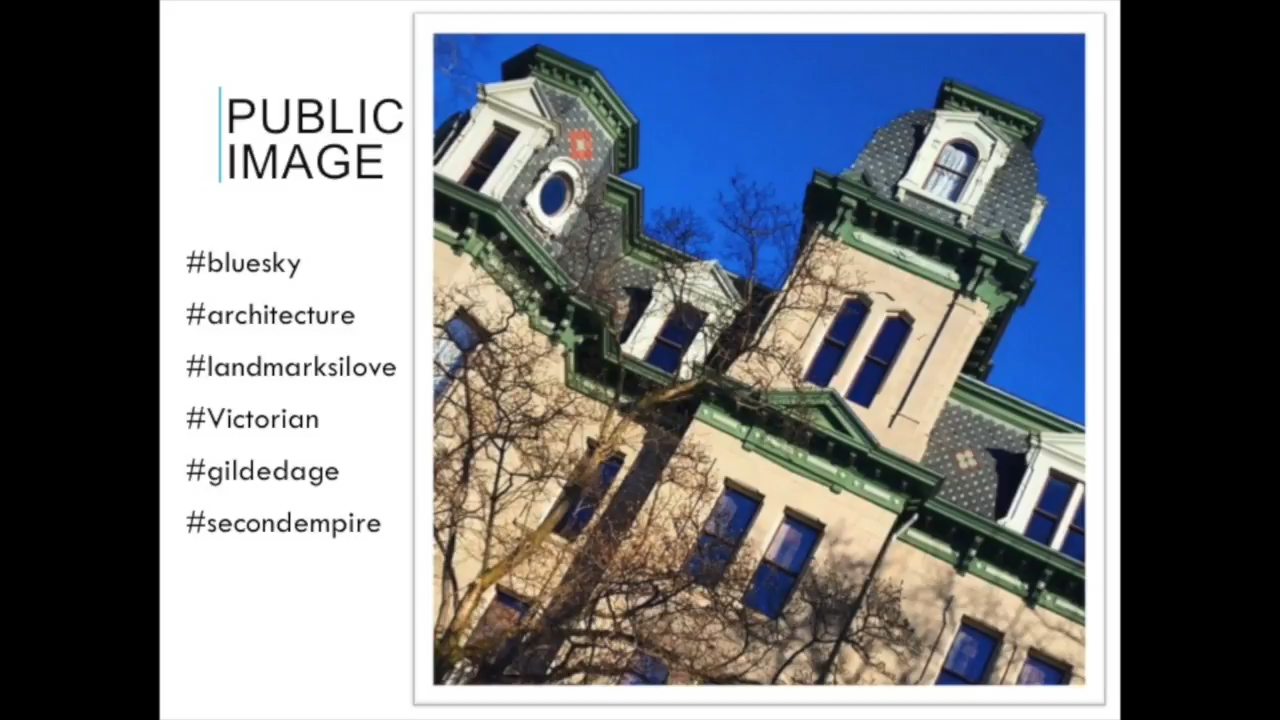 PUBLIC
IMAGE
#bluesky
#architecture
#landmarksilove
#Victorian
#gildedage
#secondempire